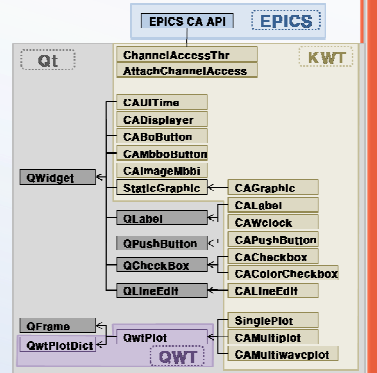 EPICS CA API
EPICS
Qt
ChannelAccessThr
AttachChannelAccess
KWT
CAUITime
CADisplayer
CABoButton
CAMbboButton
CAImageMbbi
QWidget
StaticGraphic
CAGraphic
CALabel
QLabel
CAWclock
QPushButton
CAPushButton
QCheckBox
CACheckbox
CAColorCheckbox
QLineEdit
CALineEdit
QFrame
SinglePlot
QwtPlotDict
QwtPlot
CAMultiplot
QWT
CAMultiwaveplot